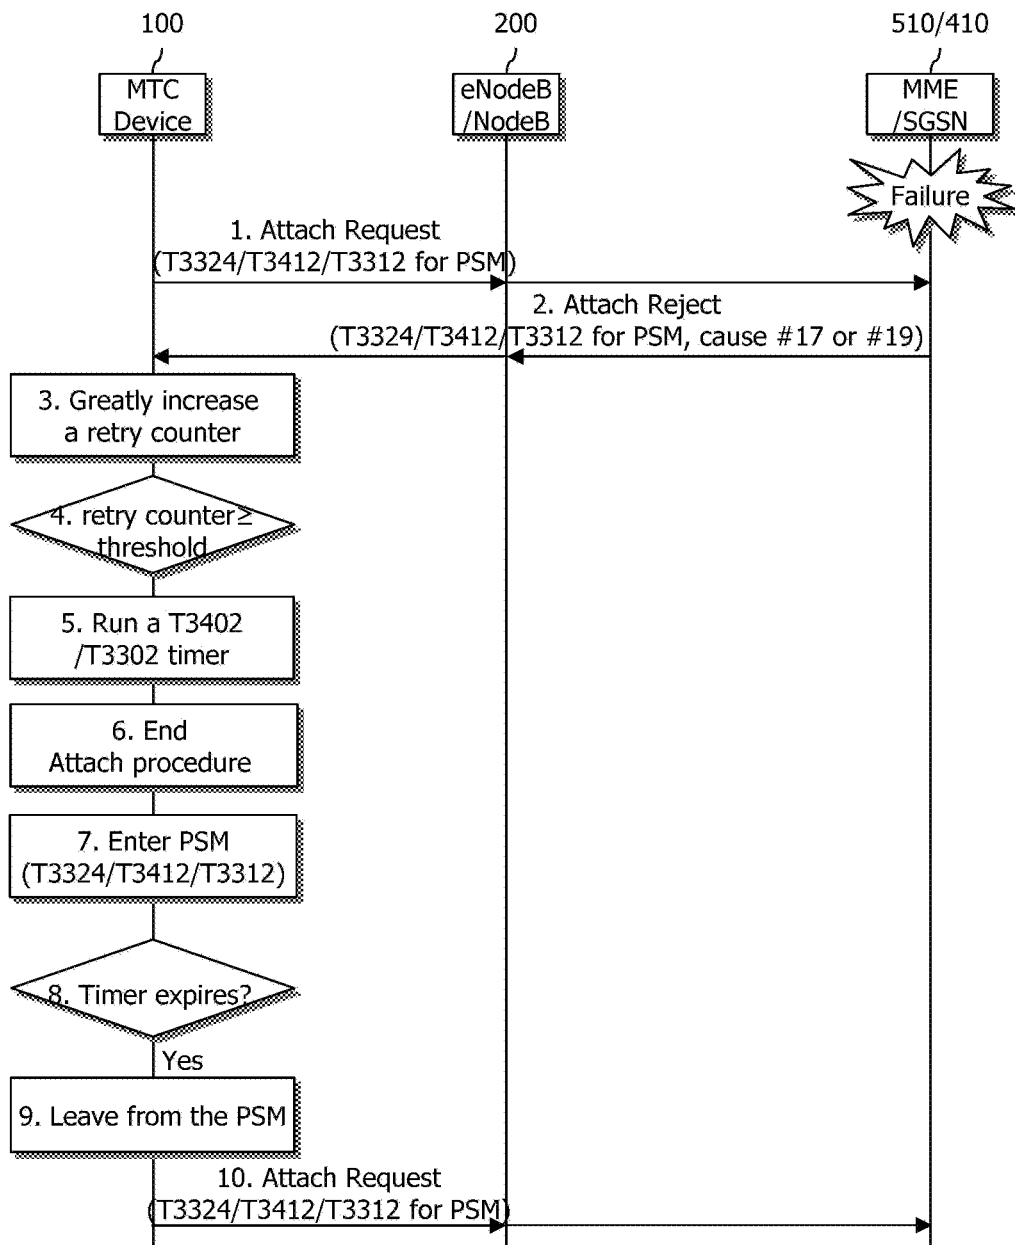 100
200
510/410
MTC
Device
eNodeB
/NodeB
MME
/SGSN
Failure
1. Attach Request
(T3324/T3412/T3312 for PSM)
2. Attach Reject
(T3324/T3412/T3312 for PSM, cause #17 or #19)
3. Greatly increase
a retry counter
4. retry counter≥
threshold
5. Run a T3402
/T3302 timer
6. End
Attach procedure
7. Enter PSM
(T3324/T3412/T3312)
8. Timer expires?
Yes
9. Leave from the PSM
10. Attach Request
(T3324/T3412/T3312 for PSM)